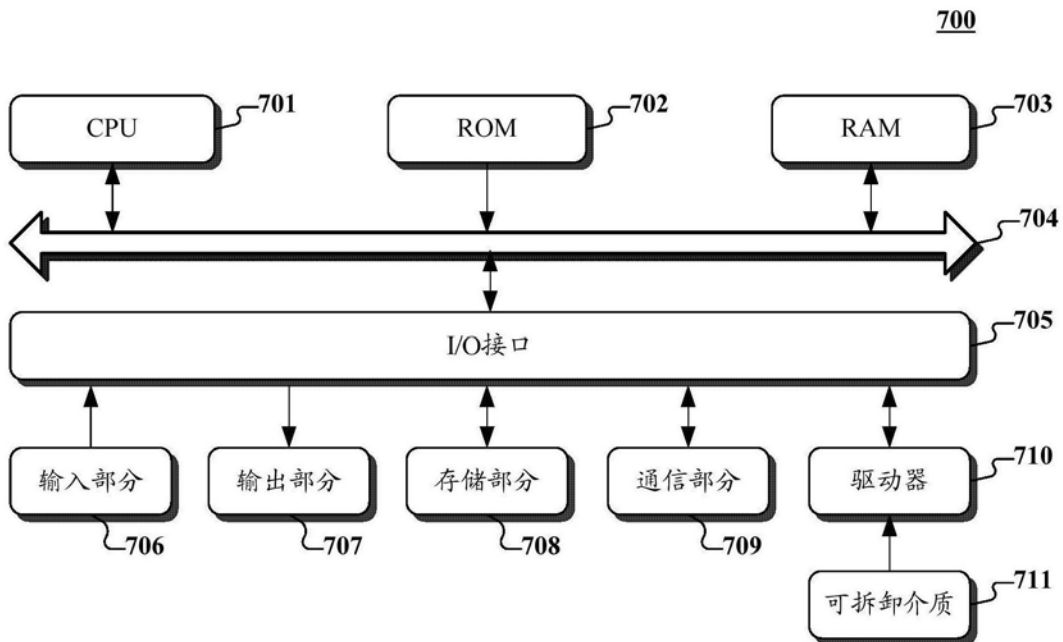 700
CPU
701
ROM
702
RAM
703
704
I/O接口
705
输入部分
706
输出部分
707
存储部分
708
通信部分
709
驱动器
710
可拆卸介质
711